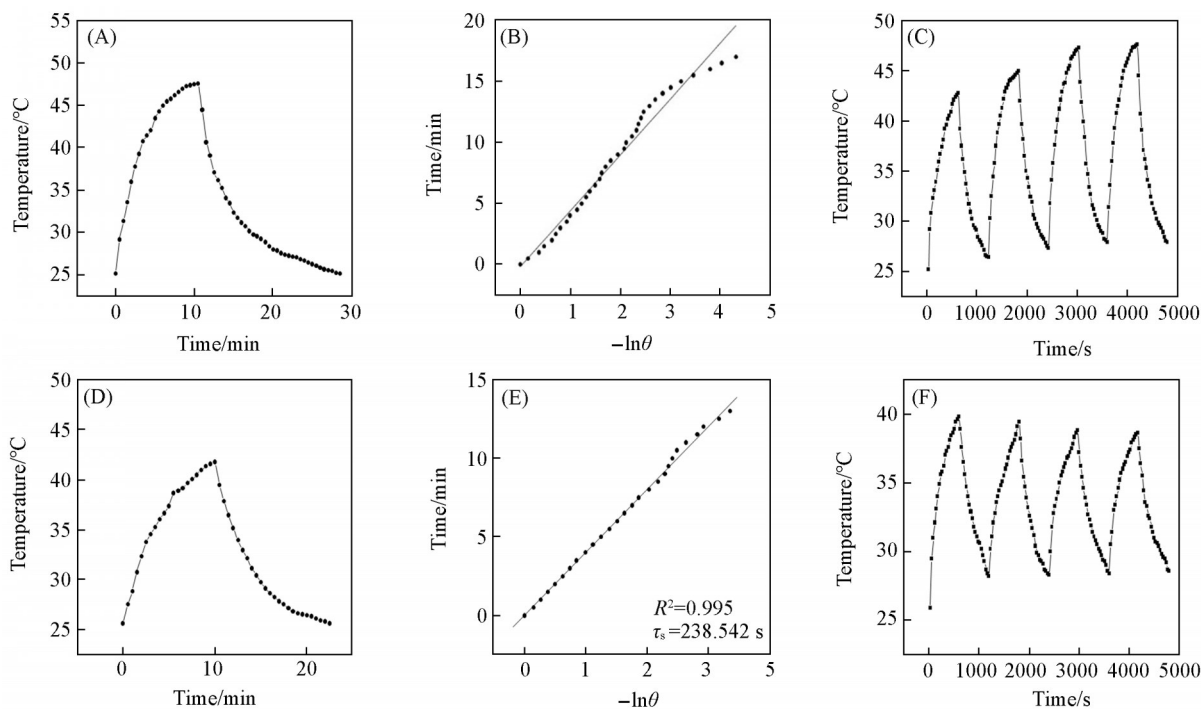 (A)
Temperature/°C
55
50
45
40
35
30
25
0 10 20 30
Time/min
(B)
Time/min
20
15
10
5
0
0 1 2 3 4 5
−lnθ
(C)
Temperature/°C
50
45
40
35
30
25
0 1000 2000 3000 4000 5000
Time/s
(D)
Temperature/°C
50
45
40
35
30
25
0 10 20
Time/min
(E)
Time/min
15
10
5
0
R²=0.995
τₛ=238.542 s
0 1 2 3 5
−lnθ
(F)
Temperature/°C
40
35
30
25
0 1000 2000 3000 4000 5000
Time/s